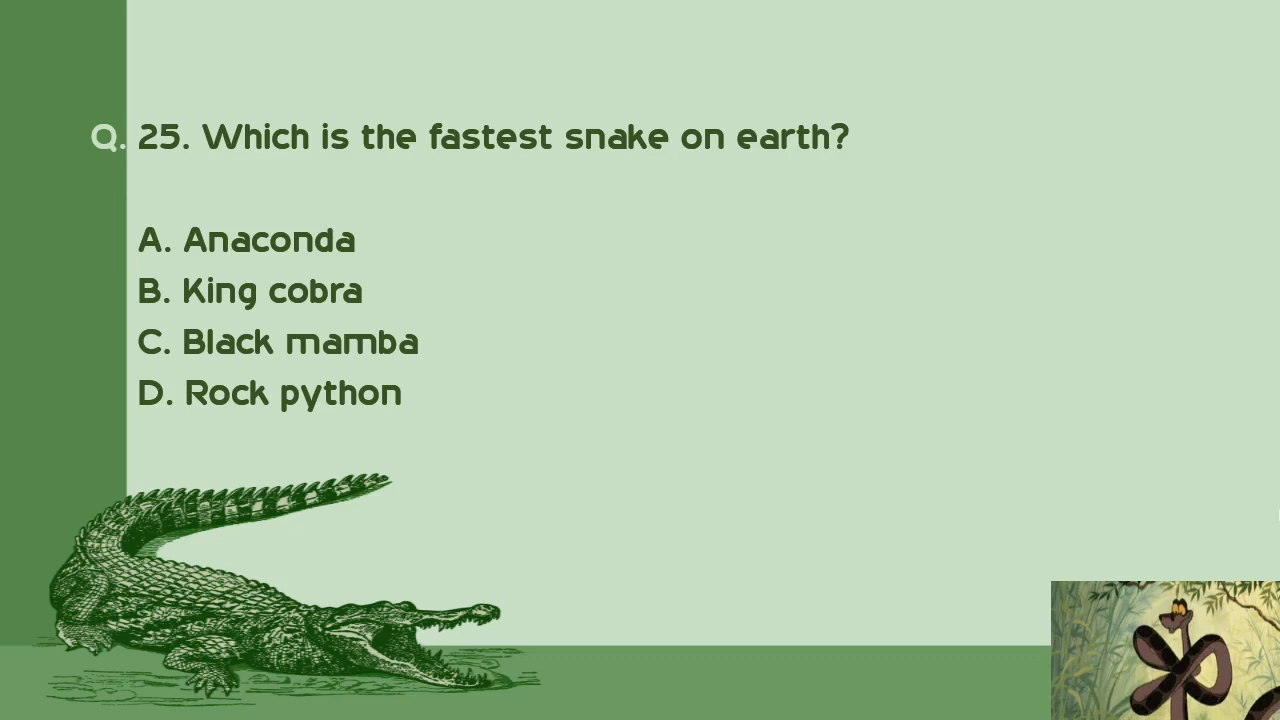 Q. 25. Which is the fastest snake on earth?
A. Anaconda
B. King cobra
C. Black mamba
D. Rock python